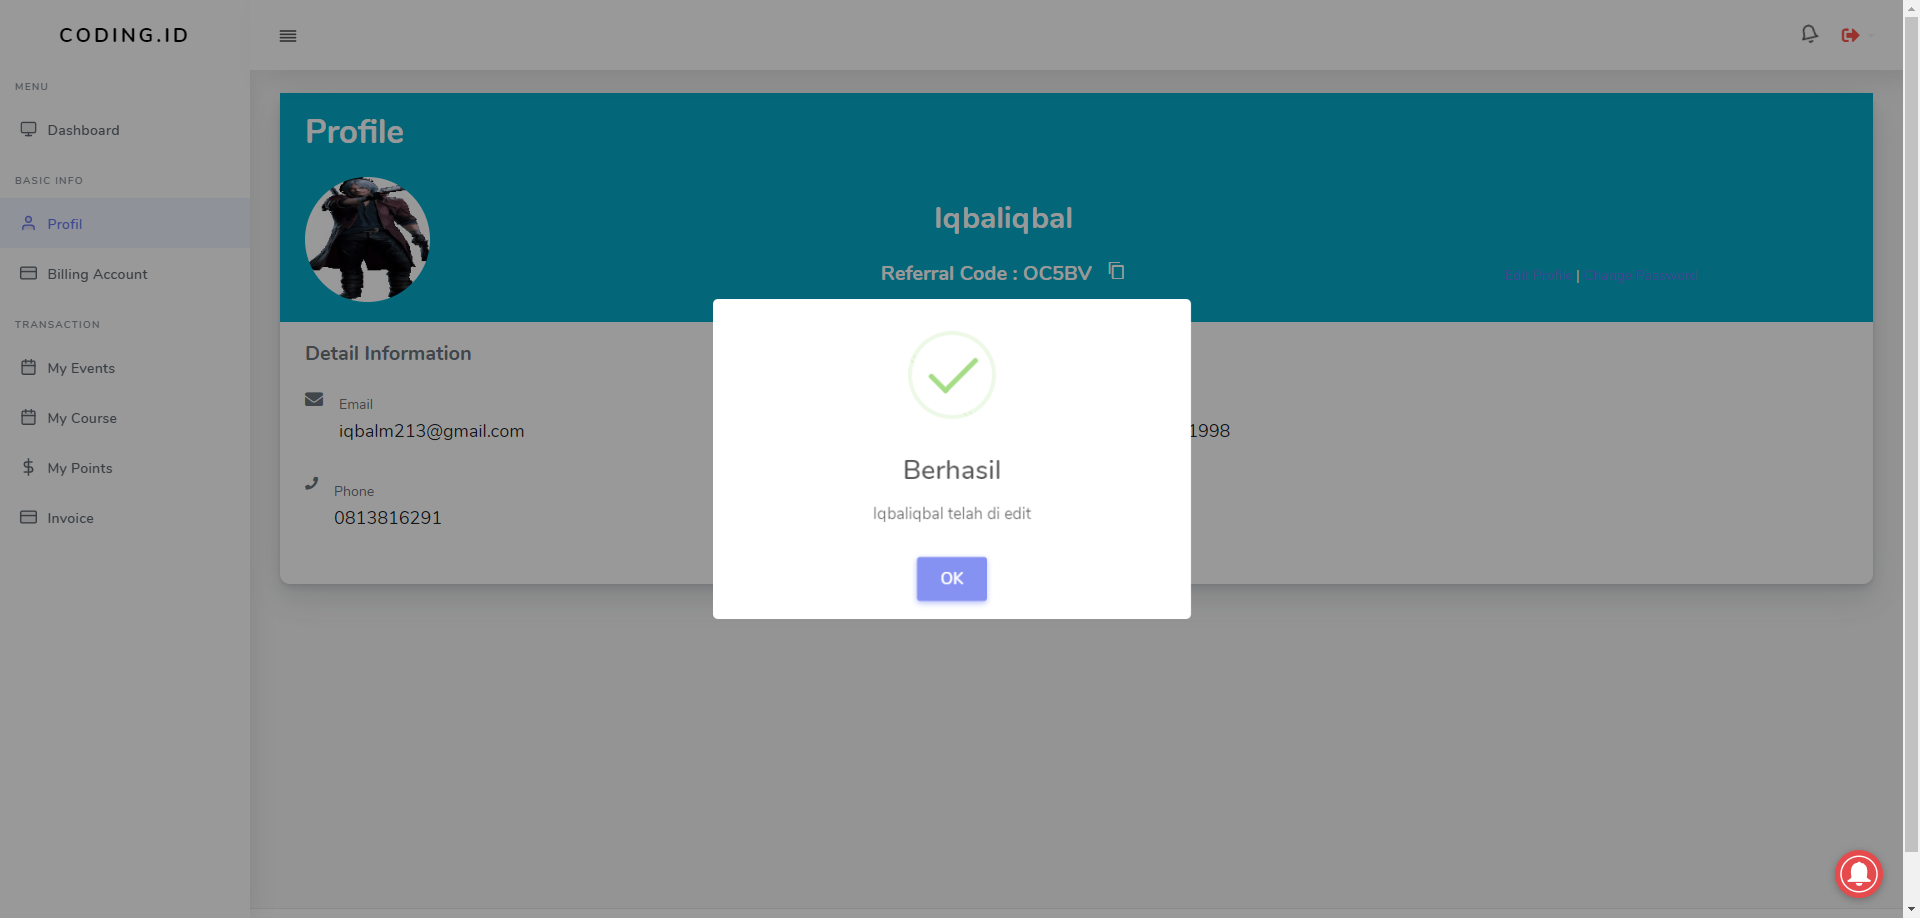 CODING.ID
MENU
Dashboard
BASIC INFO
Profil
Billing Account
TRANSACTION
My Events
My Course
My Points
Invoice
Profile
Iqbaliqbal
Referral Code : OC5BV
Edit Profile | Change Password
Detail Information
Email
iqbalm213@gmail.com
1998
Phone
0813816291
Berhasil
Iqbaliqbal telah di edit
OK